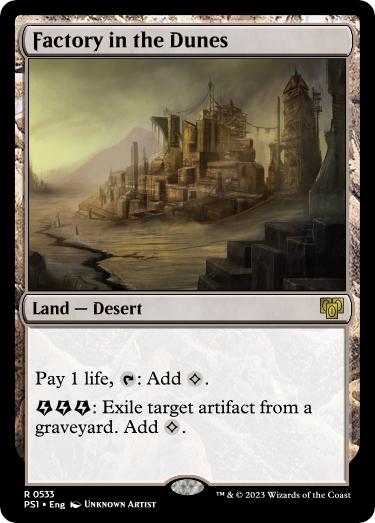 Factory in the Dunes
Land — Desert
Pay 1 life, : Add .
: Exile target artifact from a
graveyard. Add .
R 0533
PS1 • Eng Unknown Artist
™ & © 2023 Wizards of the Coast